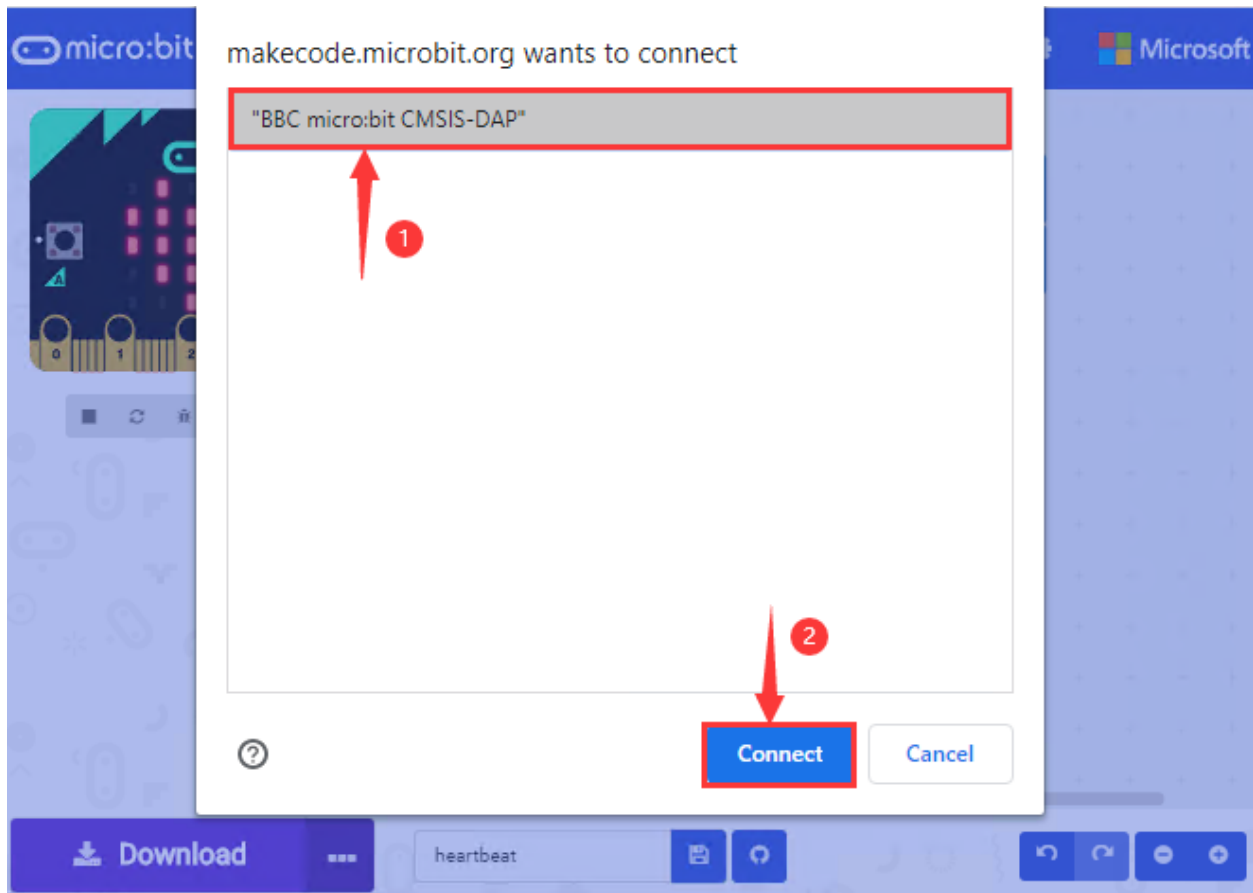 micro:bit
Microsoft
makecode.microbit.org wants to connect
"BBC micro:bit CMSIS-DAP"
1
A
0
1
2
2
Connect
Cancel
Download
heartbeat